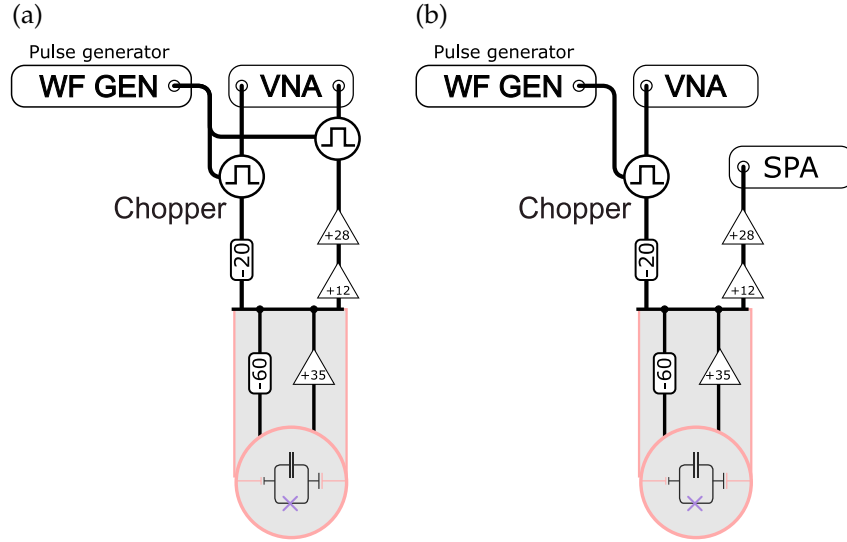 (a)
Pulse generator
WF GEN
VNA
Chopper
+28
-20
+12
-60
+35
(b)
Pulse generator
WF GEN
VNA
SPA
Chopper
+28
-20
+12
-60
+35